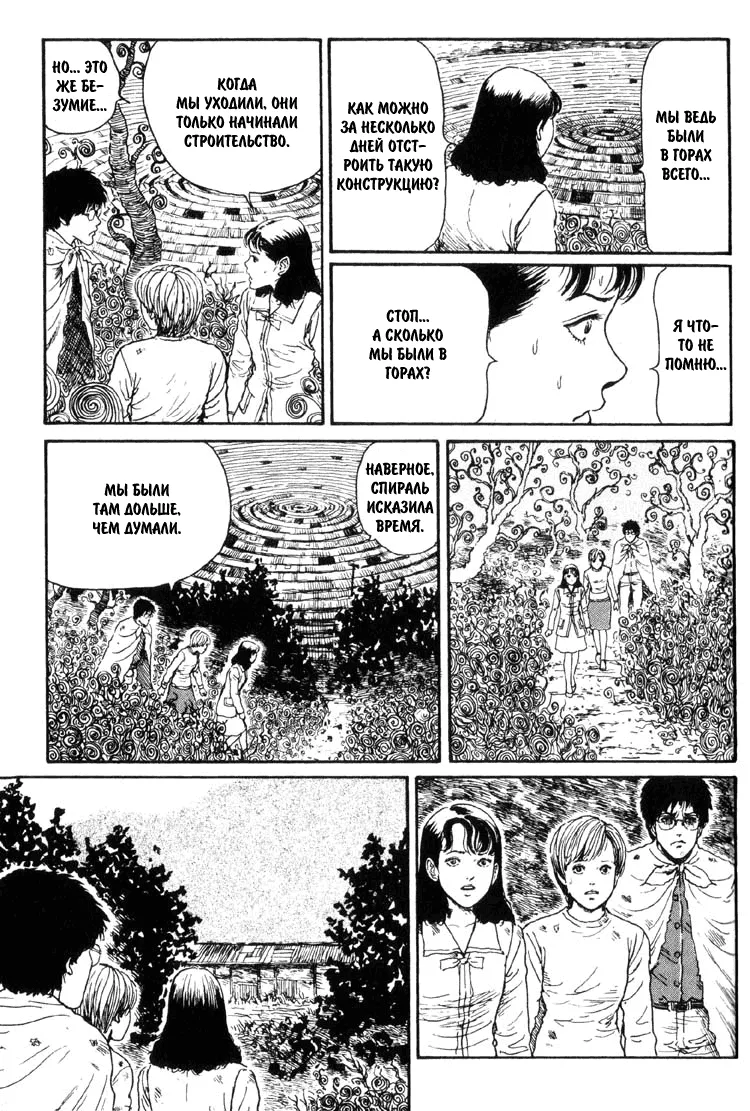 НО... ЭТО
ЖЕ БЕ-
ЗУМИЕ...
КОГДА
МЫ УХОДИЛИ, ОНИ
ТОЛЬКО НАЧИНАЛИ
СТРОИТЕЛЬСТВО.
КАК МОЖНО
ЗА НЕСКОЛЬКО
ДНЕЙ ОТСТ-
РОИТЬ ТАКУЮ
КОНСТРУКЦИЮ?
МЫ ВЕДЬ
БЫЛИ
В ГОРАХ
ВСЕГО...
СТОП...
А СКОЛЬКО
МЫ БЫЛИ В
ГОРАХ?
Я ЧТО-
ТО НЕ
ПОМНЮ...
МЫ БЫЛИ
ТАМ ДОЛЬШЕ,
ЧЕМ ДУМАЛИ.
НАВЕРНОЕ,
СПИРАЛЬ
ИСКАЗИЛА
ВРЕМЯ.